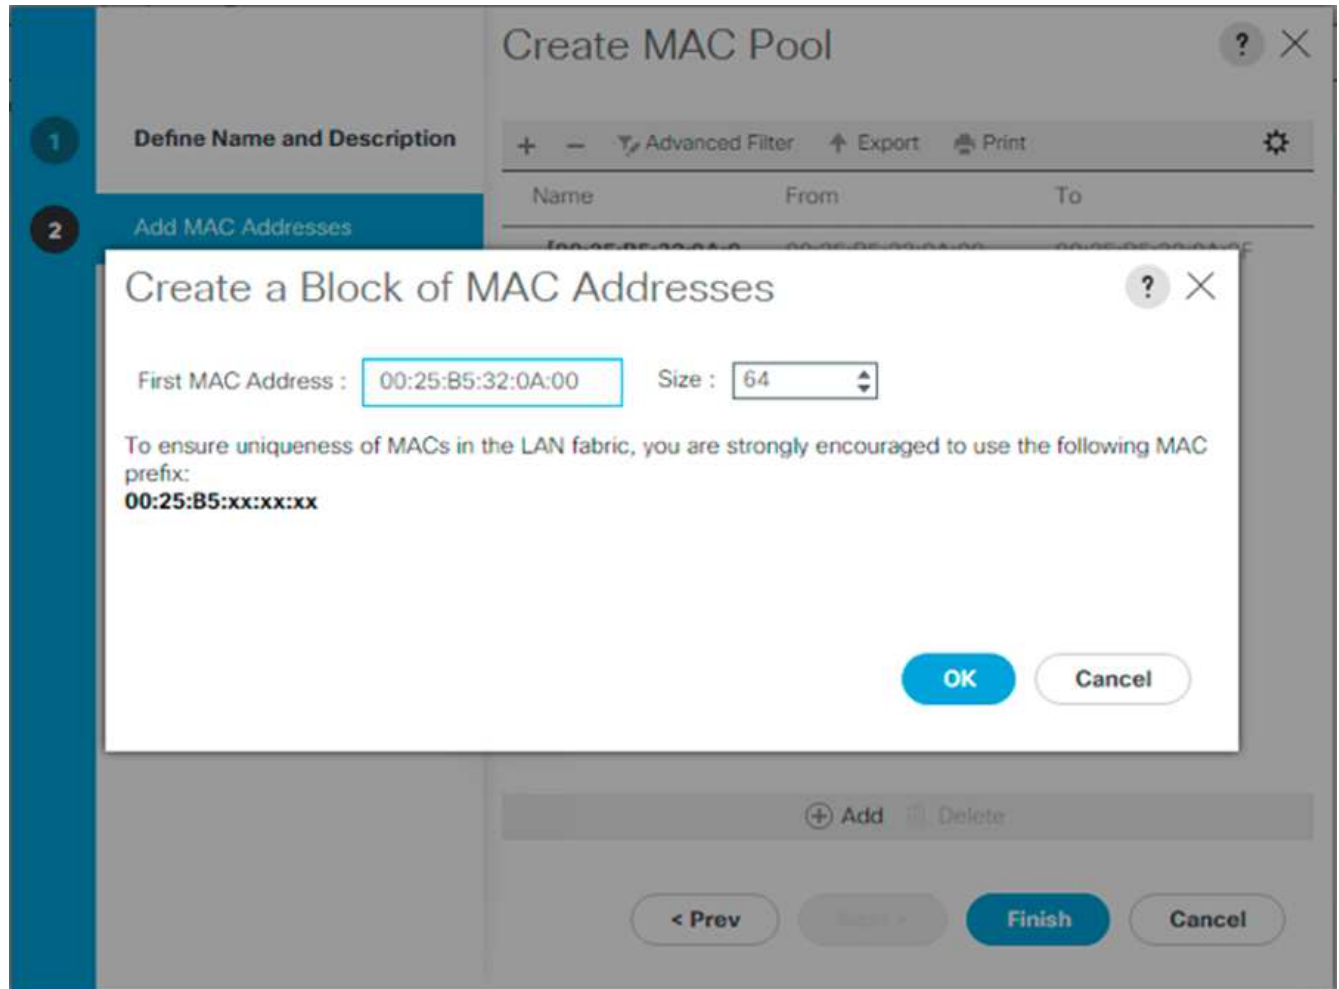 Create MAC Pool
?
1
Define Name and Description
+ − Advanced Filter Export Print
Name From To
2
Add MAC Addresses
Create a Block of MAC Addresses
?
First MAC Address : 00:25:B5:32:0A:00 Size : 64
To ensure uniqueness of MACs in the LAN fabric, you are strongly encouraged to use the following MAC
prefix:
00:25:B5:xx:xx:xx
OK Cancel
Add Delete
< Prev Next > Finish Cancel